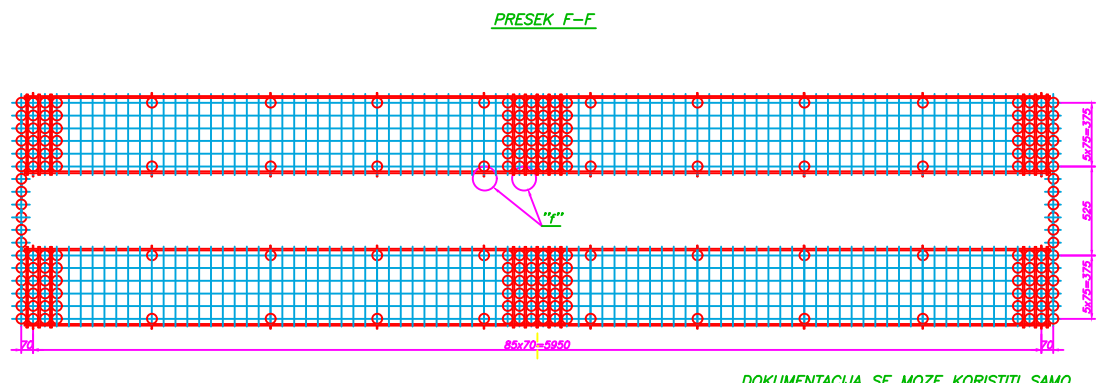 PRESEK F-F
5x75=375
"f"
525
5x75=375
70
85x70=5950
70
DOKUMENTACIJA SE MOZE KORISTITI SAMO